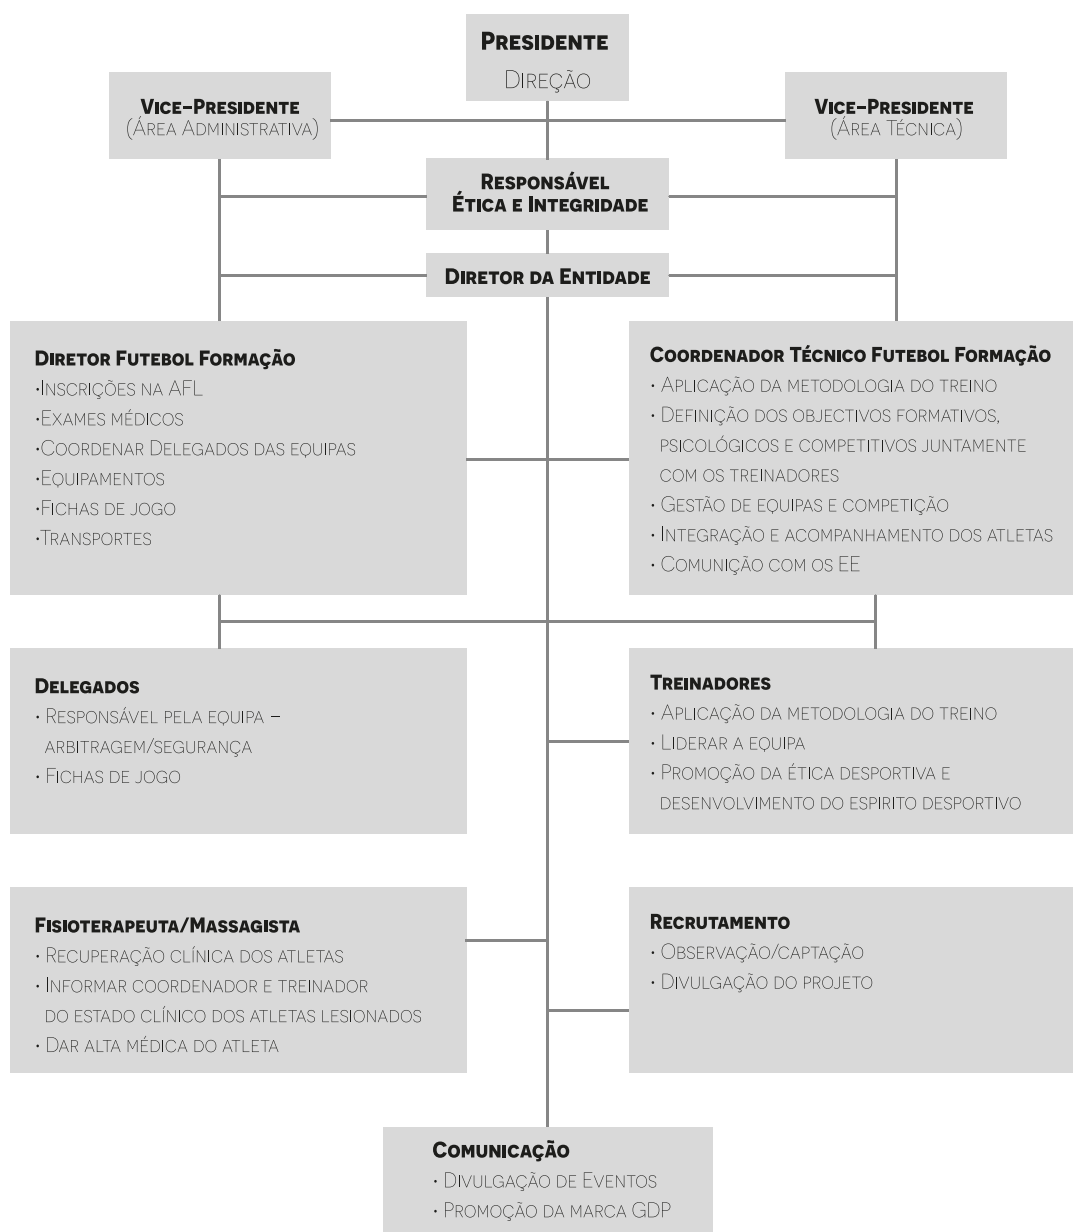 PRESIDENTE
DIREÇÃO
VICE-PRESIDENTE
(ÁREA ADMINISTRATIVA)
VICE-PRESIDENTE
(ÁREA TÉCNICA)
RESPONSÁVEL
ÉTICA E INTEGRIDADE
DIRETOR DA ENTIDADE
DIRETOR FUTEBOL FORMAÇÃO
·INSCRIÇÕES NA AFL
·EXAMES MÉDICOS
·COORDENAR DELEGADOS DAS EQUIPAS
·EQUIPAMENTOS
·FICHAS DE JOGO
·TRANSPORTES
COORDENADOR TÉCNICO FUTEBOL FORMAÇÃO
· APLICAÇÃO DA METODOLOGIA DO TREINO
· DEFINIÇÃO DOS OBJECTIVOS FORMATIVOS,
PSICOLÓGICOS E COMPETITIVOS JUNTAMENTE
COM OS TREINADORES
· GESTÃO DE EQUIPAS E COMPETIÇÃO
· INTEGRAÇÃO E ACOMPANHAMENTO DOS ATLETAS
· COMUNIÇÃO COM OS EE
DELEGADOS
· RESPONSÁVEL PELA EQUIPA –
ARBITRAGEM/SEGURANÇA
· FICHAS DE JOGO
TREINADORES
· APLICAÇÃO DA METODOLOGIA DO TREINO
· LIDERAR A EQUIPA
· PROMOÇÃO DA ÉTICA DESPORTIVA E
DESENVOLVIMENTO DO ESPIRITO DESPORTIVO
FISIOTERAPEUTA/MASSAGISTA
· RECUPERAÇÃO CLÍNICA DOS ATLETAS
· INFORMAR COORDENADOR E TREINADOR
DO ESTADO CLÍNICO DOS ATLETAS LESIONADOS
· DAR ALTA MÉDICA DO ATLETA
RECRUTAMENTO
· OBSERVAÇÃO/CAPTAÇÃO
· DIVULGAÇÃO DO PROJETO
COMUNICAÇÃO
· DIVULGAÇÃO DE EVENTOS
· PROMOÇÃO DA MARCA GDP